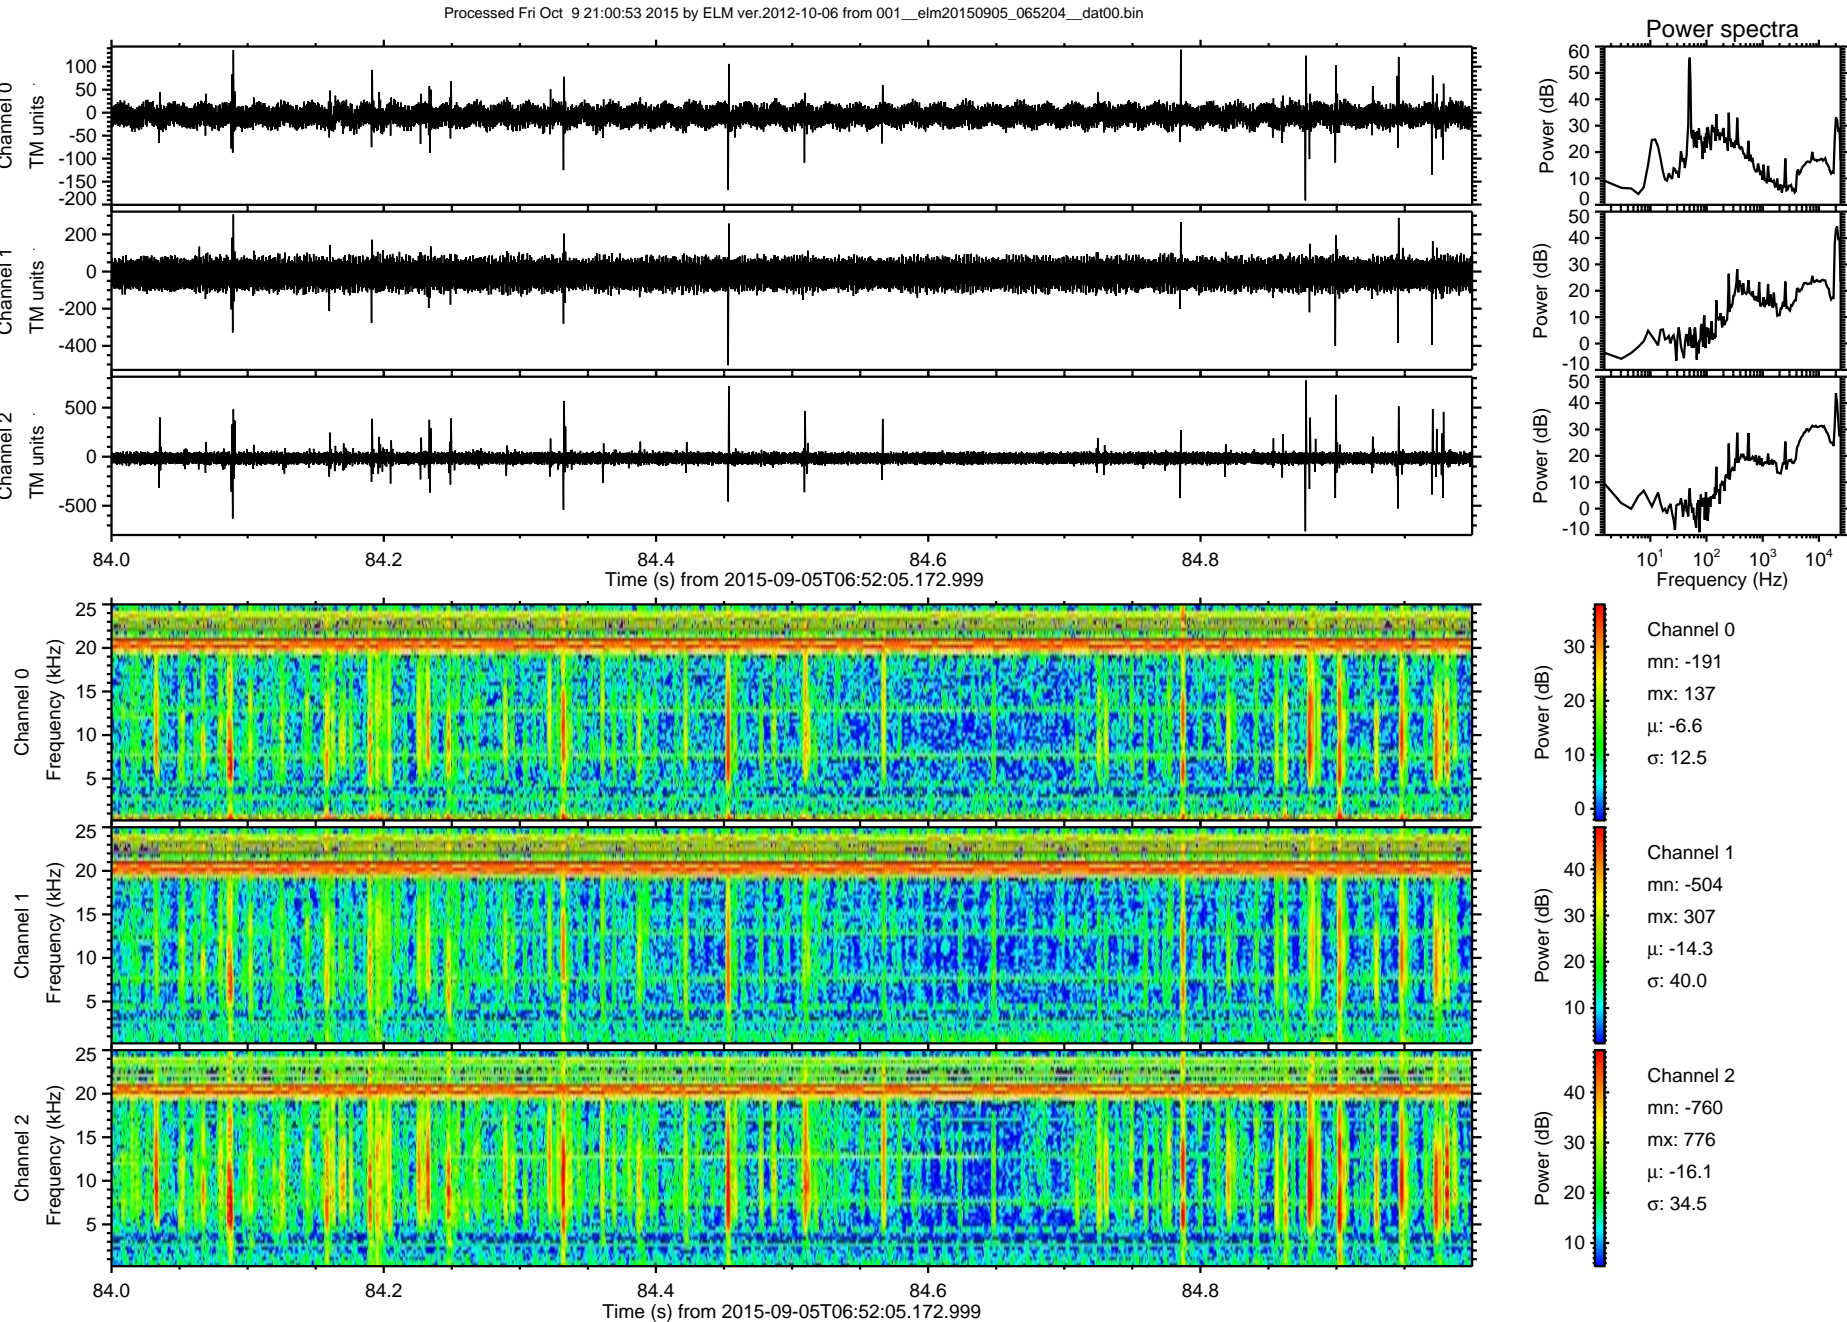 Processed Fri Oct 9 21:00:53 2015 by ELM ver.2012-10-06 from 001__elm20150905_065204__dat00.bin
Power spectra
Channel 0
TM units
100
50
0
-50
-100
-150
-200
Power (dB)
60
50
40
30
20
10
0
Channel 1
TM units
200
0
-200
-400
Power (dB)
50
40
30
20
10
0
-10
Channel 2
TM units
500
0
-500
Power (dB)
50
40
30
20
10
0
-10
84.0 84.2 84.4 84.6 84.8
Time (s) from 2015-09-05T06:52:05.172.999
10¹ 10² 10³ 10⁴
Frequency (Hz)
Channel 0
Frequency (kHz)
25
20
15
10
5
Power (dB)
30
20
10
0
Channel 0
mn: -191
mx: 137
μ: -6.6
σ: 12.5
Channel 1
Frequency (kHz)
25
20
15
10
5
Power (dB)
40
30
20
10
Channel 1
mn: -504
mx: 307
μ: -14.3
σ: 40.0
Channel 2
Frequency (kHz)
25
20
15
10
5
Power (dB)
40
30
20
10
Channel 2
mn: -760
mx: 776
μ: -16.1
σ: 34.5
84.0 84.2 84.4 84.6 84.8
Time (s) from 2015-09-05T06:52:05.172.999